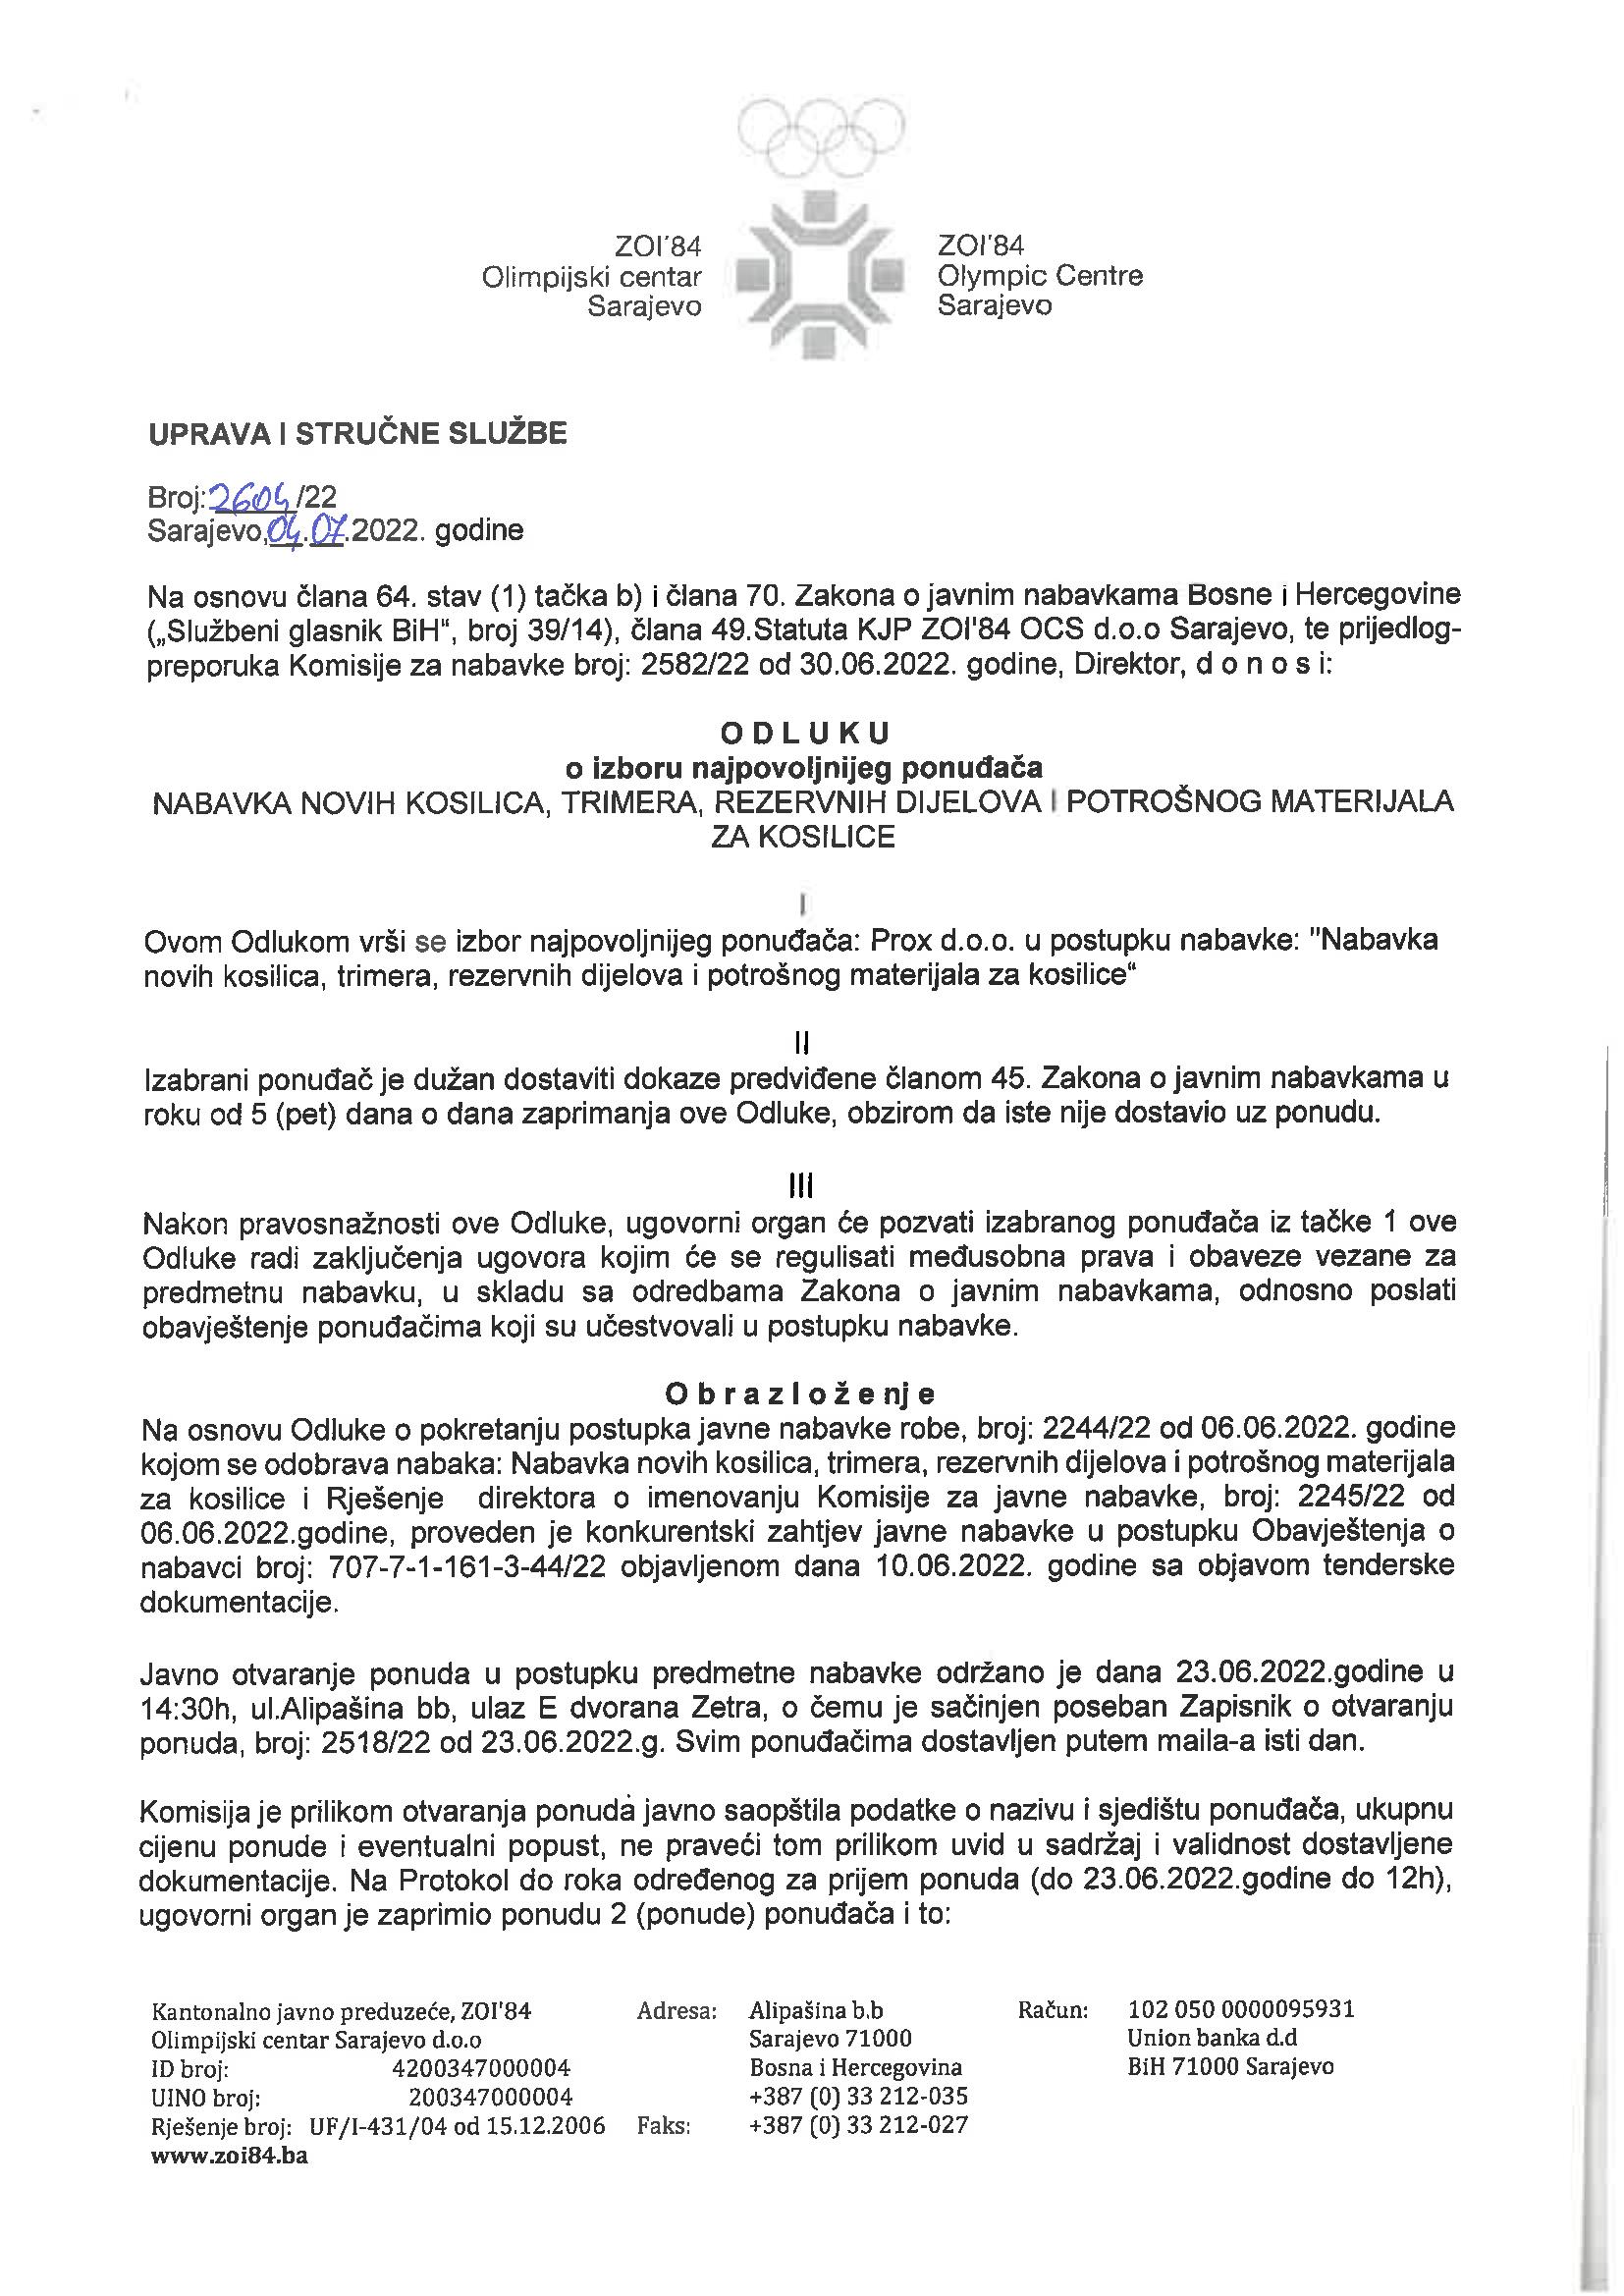 ZOI'84
Olimpijski centar
Sarajevo
ZOI'84
Olympic Centre
Sarajevo
UPRAVA I STRUČNE SLUŽBE
Broj:2604/22
Sarajevo,04.07.2022. godine
Na osnovu člana 64. stav (1) tačka b) i člana 70. Zakona o javnim nabavkama Bosne i Hercegovine
(„Službeni glasnik BiH“, broj 39/14), člana 49.Statuta KJP ZOI'84 OCS d.o.o Sarajevo, te prijedlog-
preporuka Komisije za nabavke broj: 2582/22 od 30.06.2022. godine, Direktor, d o n o s i:
O D L U K U
o izboru najpovoljnijeg ponuđača
NABAVKA NOVIH KOSILICA, TRIMERA, REZERVNIH DIJELOVA I POTROŠNOG MATERIJALA
ZA KOSILICE
I
Ovom Odlukom vrši se izbor najpovoljnijeg ponuđača: Prox d.o.o. u postupku nabavke: "Nabavka
novih kosilica, trimera, rezervnih dijelova i potrošnog materijala za kosilice“
II
Izabrani ponuđač je dužan dostaviti dokaze predviđene članom 45. Zakona o javnim nabavkama u
roku od 5 (pet) dana o dana zaprimanja ove Odluke, obzirom da iste nije dostavio uz ponudu.
III
Nakon pravosnažnosti ove Odluke, ugovorni organ će pozvati izabranog ponuđača iz tačke 1 ove
Odluke radi zaključenja ugovora kojim će se regulisati međusobna prava i obaveze vezane za
predmetnu nabavku, u skladu sa odredbama Zakona o javnim nabavkama, odnosno poslati
obavještenje ponuđačima koji su učestvovali u postupku nabavke.
O b r a z l o ž e nj e
Na osnovu Odluke o pokretanju postupka javne nabavke robe, broj: 2244/22 od 06.06.2022. godine
kojom se odobrava nabaka: Nabavka novih kosilica, trimera, rezervnih dijelova i potrošnog materijala
za kosilice i Rješenje direktora o imenovanju Komisije za javne nabavke, broj: 2245/22 od
06.06.2022.godine, proveden je konkurentski zahtjev javne nabavke u postupku Obavještenja o
nabavci broj: 707-7-1-161-3-44/22 objavljenom dana 10.06.2022. godine sa objavom tenderske
dokumentacije.
Javno otvaranje ponuda u postupku predmetne nabavke održano je dana 23.06.2022.godine u
14:30h, ul.Alipašina bb, ulaz E dvorana Zetra, o čemu je sačinjen poseban Zapisnik o otvaranju
ponuda, broj: 2518/22 od 23.06.2022.g. Svim ponuđačima dostavljen putem maila-a isti dan.
Komisija je prilikom otvaranja ponuda javno saopštila podatke o nazivu i sjedištu ponuđača, ukupnu
cijenu ponude i eventualni popust, ne praveći tom prilikom uvid u sadržaj i validnost dostavljene
dokumentacije. Na Protokol do roka određenog za prijem ponuda (do 23.06.2022.godine do 12h),
ugovorni organ je zaprimio ponudu 2 (ponude) ponuđača i to:
Kantonalno javno preduzeće, ZOI'84 Adresa: Alipašina b.b Račun: 102 050 0000095931
Olimpijski centar Sarajevo d.o.o Sarajevo 71000 Union banka d.d
ID broj: 4200347000004 Bosna i Hercegovina BiH 71000 Sarajevo
UINO broj: 200347000004 +387 (0) 33 212-035
Rješenje broj: UF/I-431/04 od 15.12.2006 Faks: +387 (0) 33 212-027
www.zoi84.ba